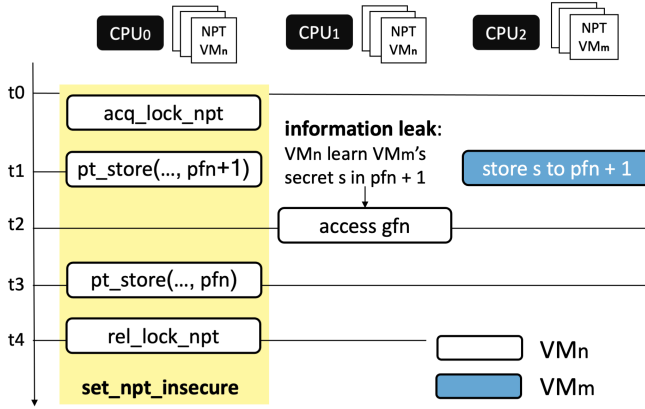 CPU0
NPT
VMn
CPU1
NPT
VMn
CPU2
NPT
VMm
t0
acq_lock_npt
information leak:
VMn learn VMm's
secret s in pfn + 1
t1
pt_store(..., pfn+1)
store s to pfn + 1
t2
access gfn
t3
pt_store(..., pfn)
t4
rel_lock_npt
VMn
set_npt_insecure
VMm